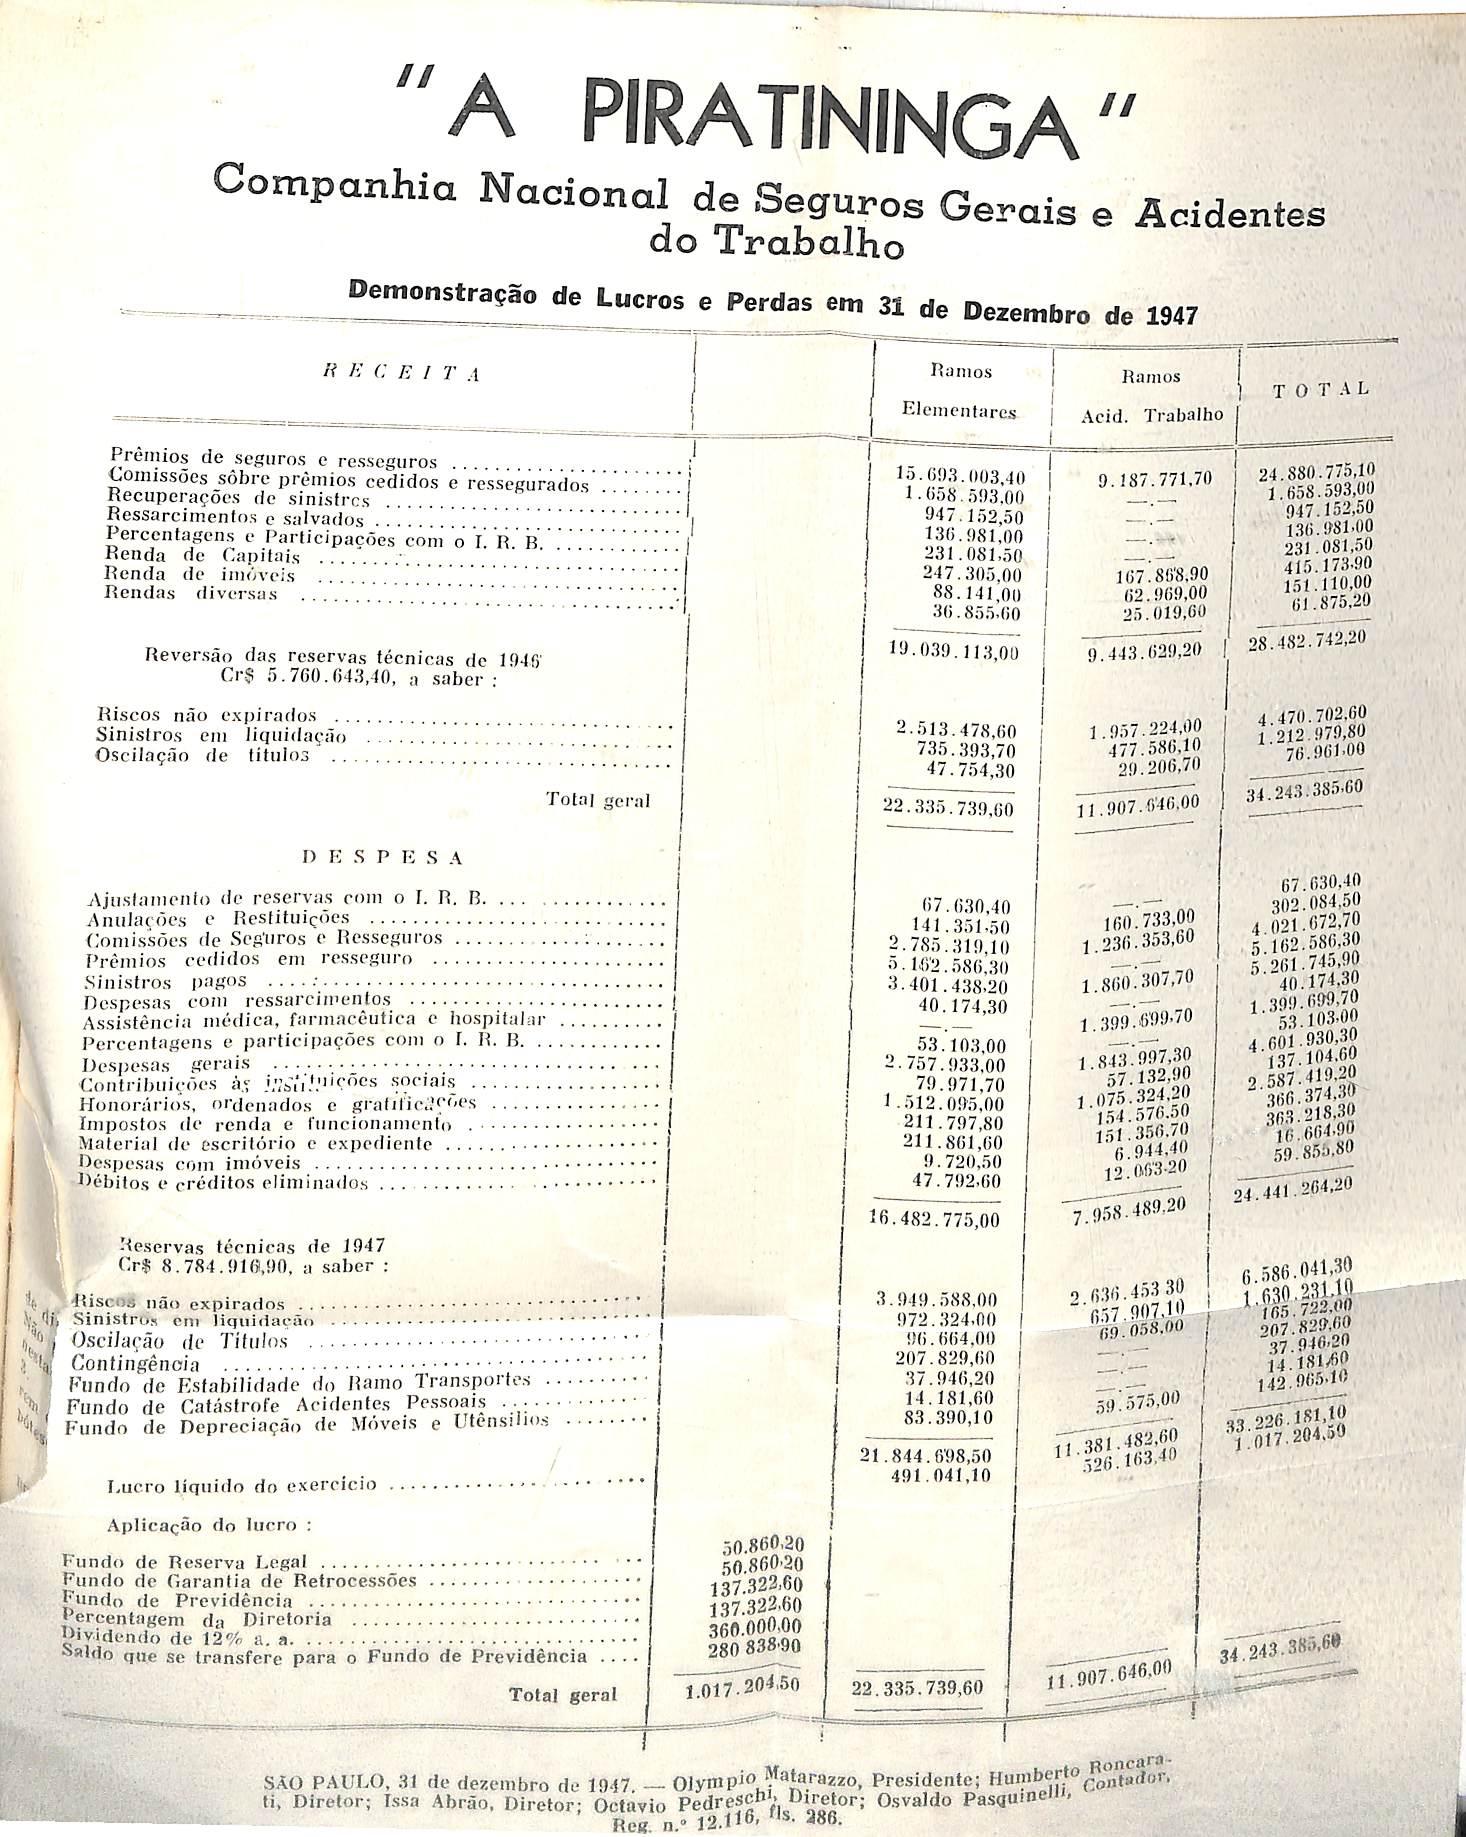 "A PIRATININGA"
Companhia Nacional de Seguros Gerais e Acidentes
do Trabalho
Demonstração de Lucros e Perdas em 31 de Dezembro de 1947
RECEITA Ramos Elementares Ramos Acid. Trabalho TOTAL
Prêmios de seguros e resseguros 15.693.003,40 9.187.771,70 24.880.775,10
Comissões sôbre prêmios cedidos e ressegurados 1.658.593,00 —.— 1.658.593,00
Recuperações de sinistros 947.152,50 —.— 947.152,50
Ressarcimentos e salvados 136.981,00 —.— 136.981,00
Percentagens e Participações com o I. R. B. 231.081,50 —.— 231.081,50
Renda de Capitais 247.305,00 167.868,90 415.173,90
Renda de imóveis 88.141,00 62.969,00 151.110,00
Rendas diversas 36.855,60 25.019,60 61.875,20
19.039.113,00 9.443.629,20 28.482.742,20
Reversão das reservas técnicas de 1946
Cr$ 5.760.643,40, a saber :
Riscos não expirados 2.513.478,60 1.957.224,00 4.470.702,60
Sinistros em liquidação 735.393,70 477.586,10 1.212.979,80
Oscilação de títulos 47.754,30 29.206,70 76.961,00
Total geral 22.335.739,60 11.907.646,00 34.243.385,60
DESPESA
Ajustamento de reservas com o I. R. B. 67.630,40 —.— 67.630,40
Anulações e Restituições 141.351,50 160.733,00 302.084,50
Comissões de Seguros e Resseguros 2.785.319,10 1.236.353,60 4.021.672,70
Prêmios cedidos em resseguro 5.162.586,30 —.— 5.162.586,30
Sinistros pagos 3.401.438,20 1.860.307,70 5.261.745,90
Despesas com ressarcimentos 40.174,30 —.— 40.174,30
Assistência médica, farmacêutica e hospitalar —.— 1.399.699,70 1.399.699,70
Percentagens e participações com o I. R. B. 53.103,00 —.— 53.103,00
Despesas gerais 2.757.933,00 1.843.997,30 4.601.930,30
Contribuições às instituições sociais 79.971,70 57.132,90 137.104,60
Honorários, ordenados e gratificações 1.512.095,00 1.075.324,20 2.587.419,20
Impostos de renda e funcionamento 211.797,80 154.576,50 366.374,30
Material de escritório e expediente 211.861,60 151.356,70 363.218,30
Despesas com imóveis 9.720,50 6.944,40 16.664,90
Débitos e créditos eliminados 47.792,60 12.063,20 59.855,80
16.482.775,00 7.958.489,20 24.441.264,20
Reservas técnicas de 1947
Cr$ 8.784.916,90, a saber :
Riscos não expirados 3.949.588,00 2.636.453 30 6.586.041,30
Sinistros em liquidação 972.324,00 657.907,10 1.630.231,10
Oscilação de Títulos 96.664,00 69.058,00 165.722,00
Contingência 207.829,60 —.— 207.829,60
Fundo de Estabilidade do Ramo Transportes 37.946,20 —.— 37.946,20
Fundo de Catástrofe Acidentes Pessoais 14.181,60 —.— 14.181,60
Fundo de Depreciação de Móveis e Utênsílios 83.390,10 59.575,00 142.965,10
21.844.698,50 11.381.482,60 33.226.181,10
Lucro líquido do exercício 491.041,10 526.163,40 1.017.204,50
Aplicação do lucro :
Fundo de Reserva Legal 50.860,20
Fundo de Garantia de Retrocessões 50.860,20
Fundo de Previdência 137.322,60
Percentagem da Diretoria 137.322,60
Dividendo de 12% a. a. 360.000,00
Saldo que se transfere para o Fundo de Previdência 280 838,90
Total geral 1.017.204,50 22.335.739,60 11.907.646,00 34.243.385,60
SÃO PAULO, 31 de dezembro de 1947. — Olympio Matarazzo, Presidente; Humberto Roncara-
ti, Diretor; Issa Abrão, Diretor; Octavio Pedreschi, Diretor; Osvaldo Pasquinelli, Contador,
Reg. n.º 12.116, fls. 286.